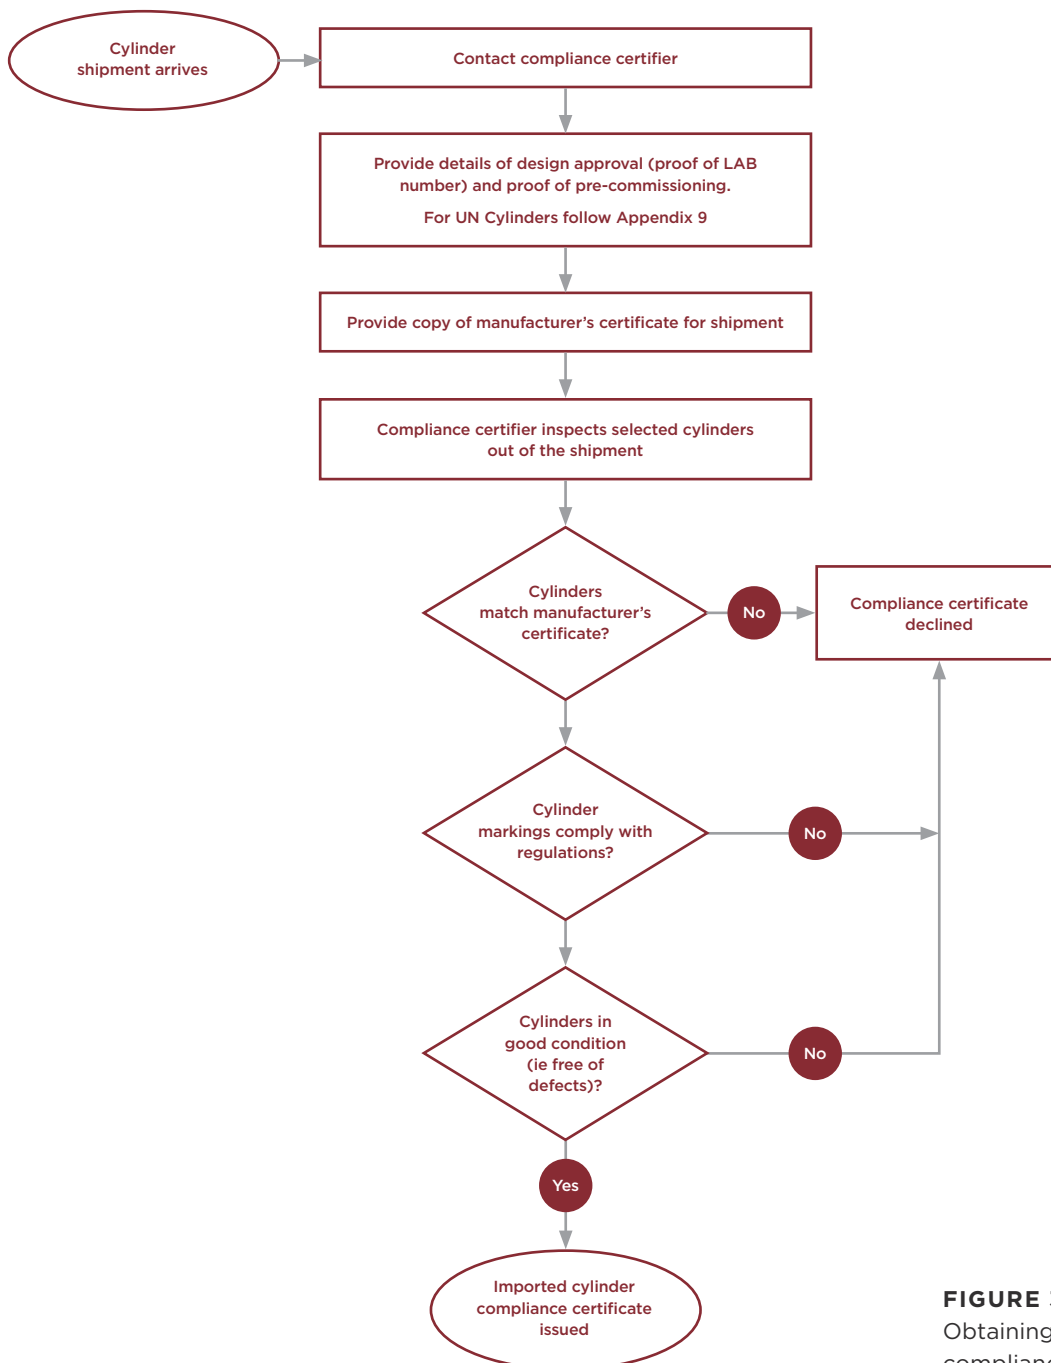 Cylinder
shipment arrives
Contact compliance certifier
Provide details of design approval (proof of LAB
number) and proof of pre-commissioning.
For UN Cylinders follow Appendix 9
Provide copy of manufacturer's certificate for shipment
Compliance certifier inspects selected cylinders
out of the shipment
Cylinders
match manufacturer's
certificate?
No
Compliance certificate
declined
Cylinder
markings comply with
regulations?
No
Cylinders in
good condition
(ie free of
defects)?
No
Yes
Imported cylinder
compliance certificate
issued
FIGURE
Obtaining